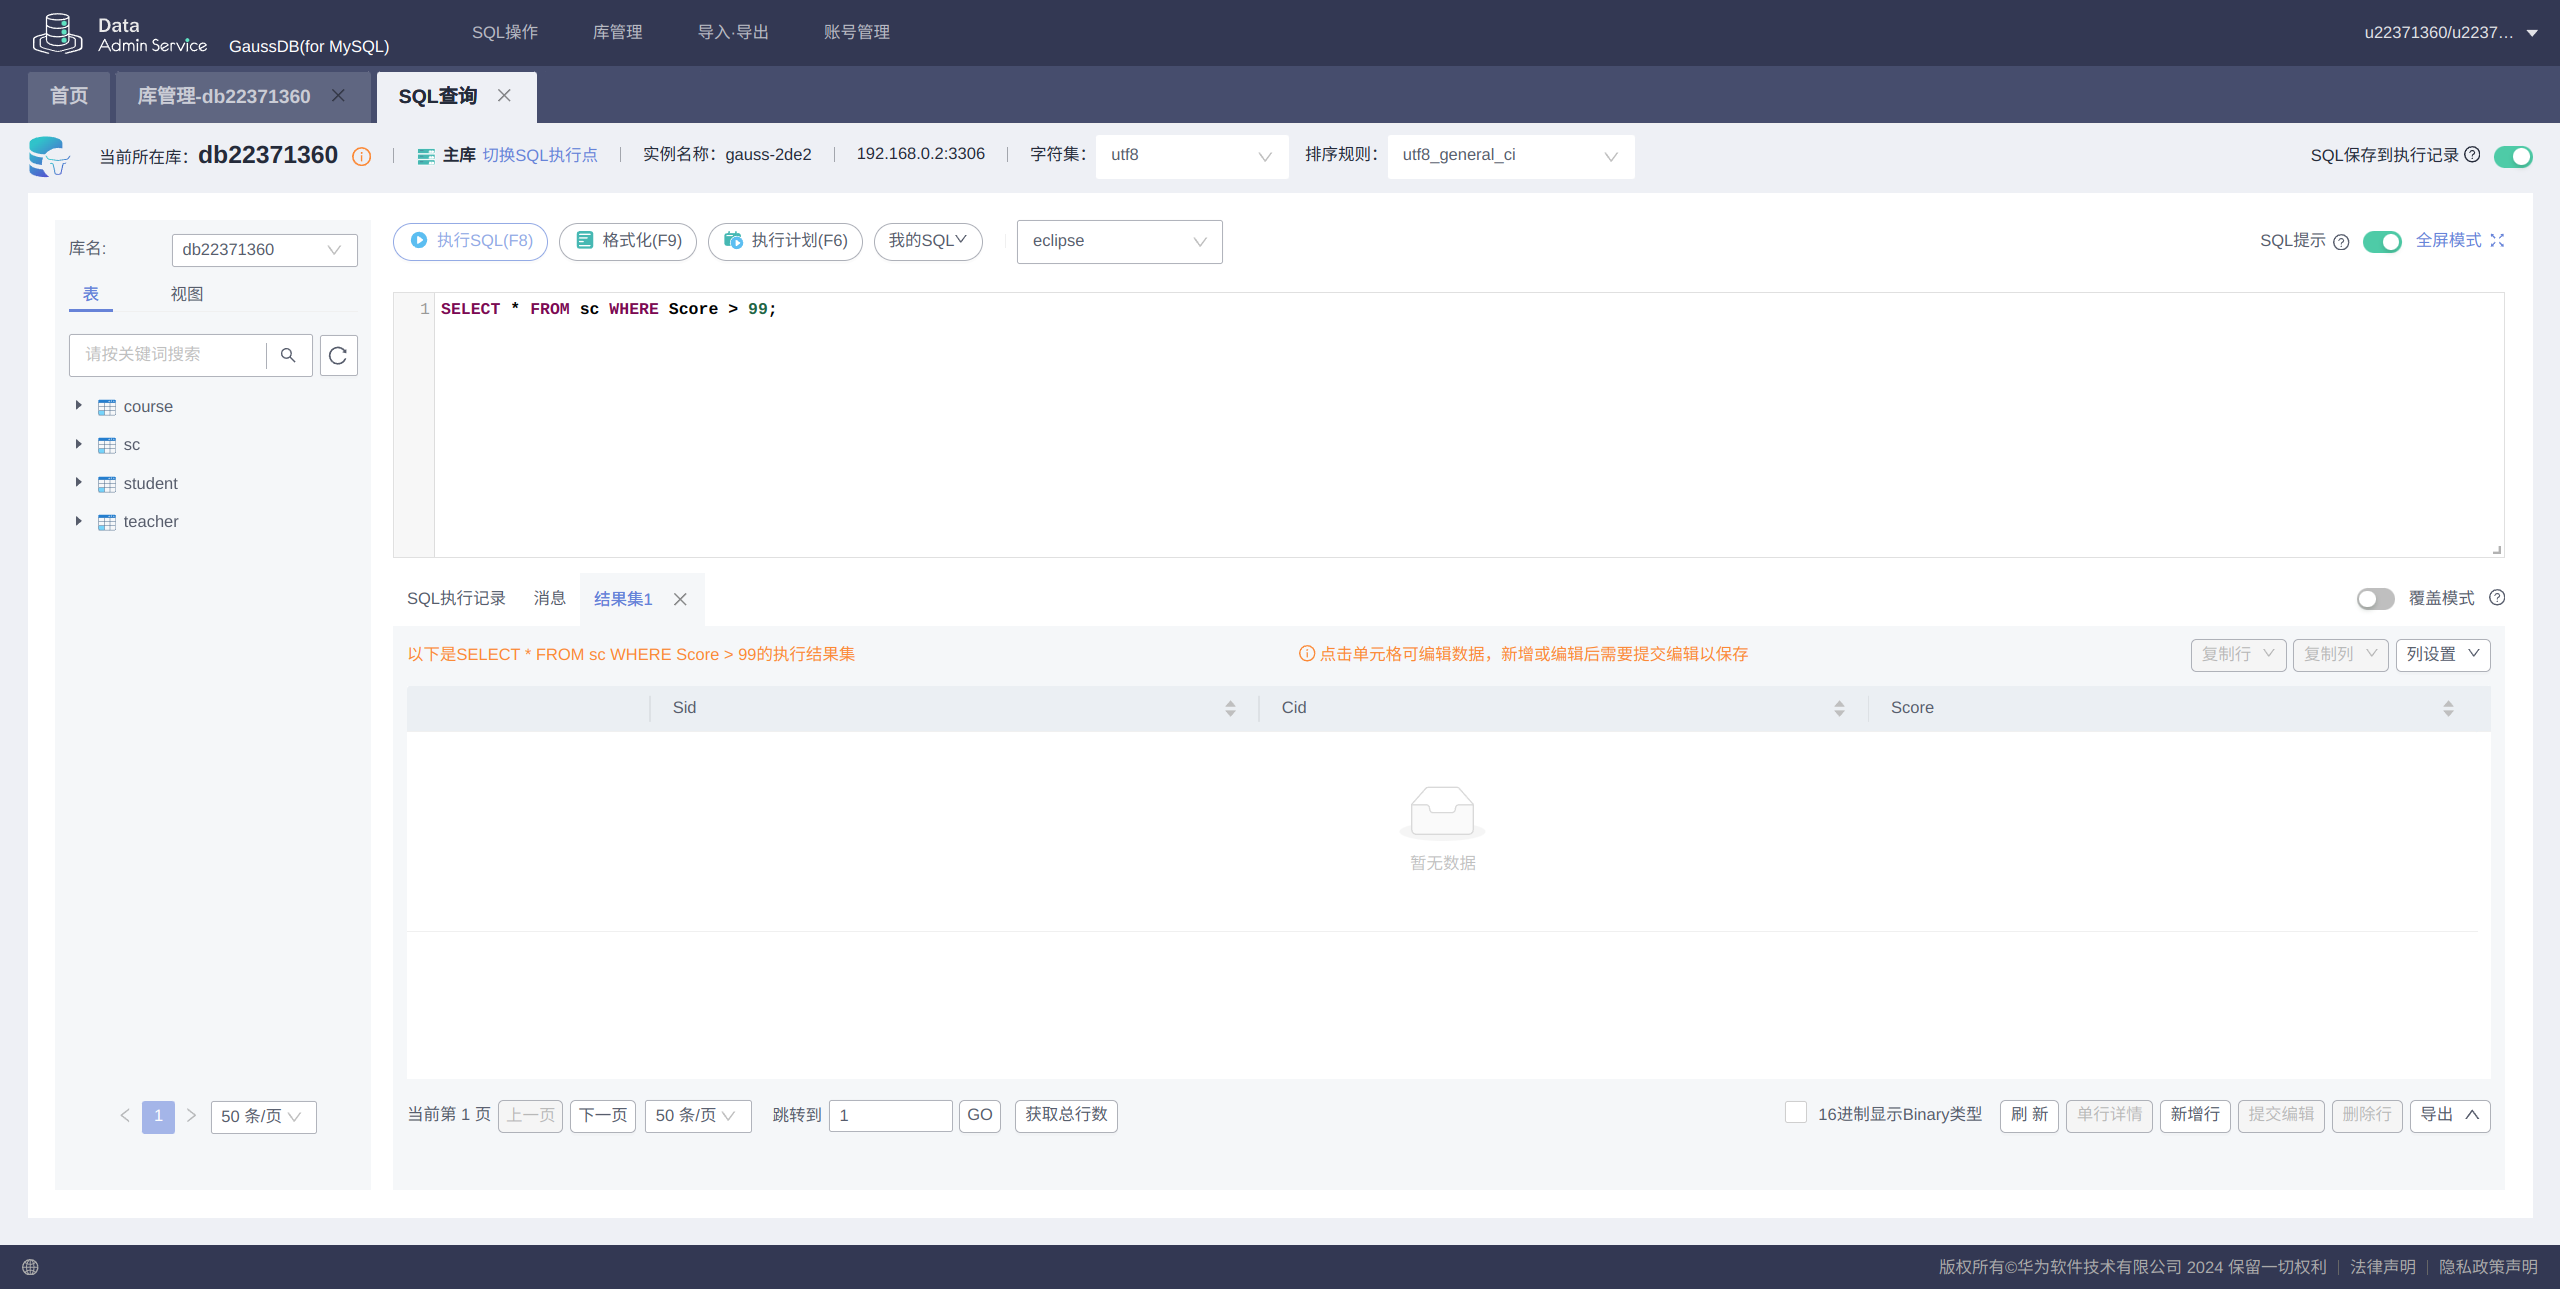 Data
Admin Service
GaussDB(for MySQL)
SQL操作
库管理
导入·导出
账号管理
u22371360/u2237...
首页
库管理-db22371360
SQL查询
当前所在库：db22371360
主库 切换SQL执行点
实例名称：gauss-2de2
192.168.0.2:3306
字符集：
utf8
排序规则：
utf8_general_ci
SQL保存到执行记录
库名:
db22371360
表
视图
请按关键词搜索
course
sc
student
teacher
1
50 条/页
执行SQL(F8)
格式化(F9)
执行计划(F6)
我的SQL
eclipse
SQL提示
全屏模式
1
SELECT * FROM sc WHERE Score > 99;
SQL执行记录
消息
结果集1
覆盖模式
以下是SELECT * FROM sc WHERE Score > 99的执行结果集
点击单元格可编辑数据，新增或编辑后需要提交编辑以保存
复制行
复制列
列设置
Sid
Cid
Score
暂无数据
当前第 1 页
上一页
下一页
50 条/页
跳转到
1
GO
获取总行数
16进制显示Binary类型
刷 新
单行详情
新增行
提交编辑
删除行
导出
版权所有©华为软件技术有限公司 2024 保留一切权利
法律声明
隐私政策声明